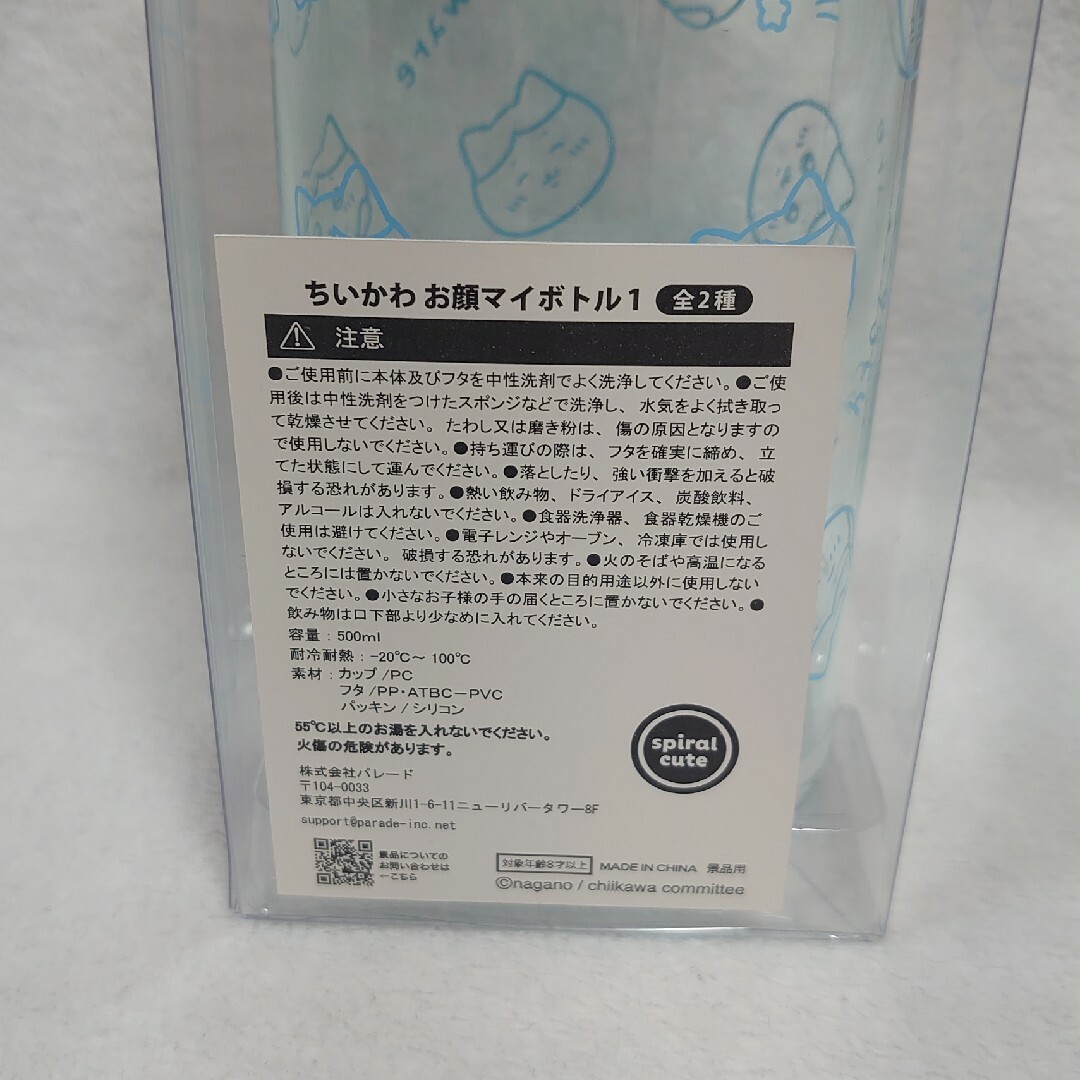 ちいかわ お顔マイボトル1 全2種
⚠ 注意
●ご使用前に本体及びフタを中性洗剤でよく洗浄してください。●ご使
用後は中性洗剤をつけたスポンジなどで洗浄し、水気をよく拭き取っ
て乾燥させてください。たわし又は磨き粉は、傷の原因となりますの
で使用しないでください。●持ち運びの際は、フタを確実に締め、立
てた状態にして運んでください。●落としたり、強い衝撃を加えると破
損する恐れがあります。●熱い飲み物、ドライアイス、炭酸飲料、
アルコールは入れないでください。●食器洗浄器、食器乾燥機のご
使用は避けてください。●電子レンジやオーブン、冷凍庫では使用し
ないでください。破損する恐れがあります。●火のそばや高温になる
ところには置かないでください。●本来の目的用途以外に使用しない
でください。●小さなお子様の手の届くところに置かないでください。●
飲み物は口下部より少なめに入れてください。
容量:500ml
耐冷耐熱:-20℃～100℃
素材:カップ/PC
フタ/PP・ATBC－PVC
パッキン/シリコン
55℃以上のお湯を入れないでください。
火傷の危険があります。
spiral
cute
株式会社パレード
〒104-0033
東京都中央区新川1-6-11ニューリバータワー8F
support@parade-inc.net
景品についての
お問い合わせは
←こちら
対象年齢8才以上 MADE IN CHINA 景品用
©nagano / chiikawa committee